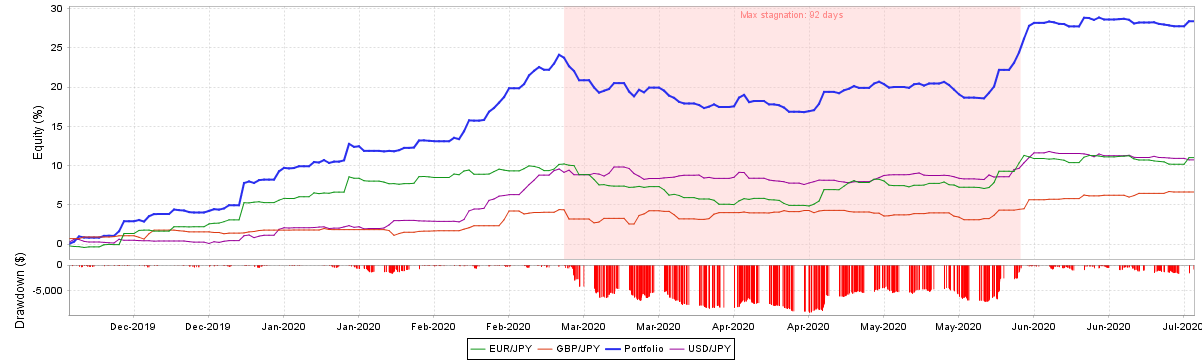 Max stagnation: 92 days
Equity (%)
30
25
20
15
10
5
0
Drawdown ($)
0
-5,000
Dec-2019 Dec-2019 Jan-2020 Jan-2020 Feb-2020 Feb-2020 Mar-2020 Mar-2020 Apr-2020 Apr-2020 May-2020 May-2020 Jun-2020 Jun-2020 Jul-2020
EUR/JPY GBP/JPY Portfolio USD/JPY